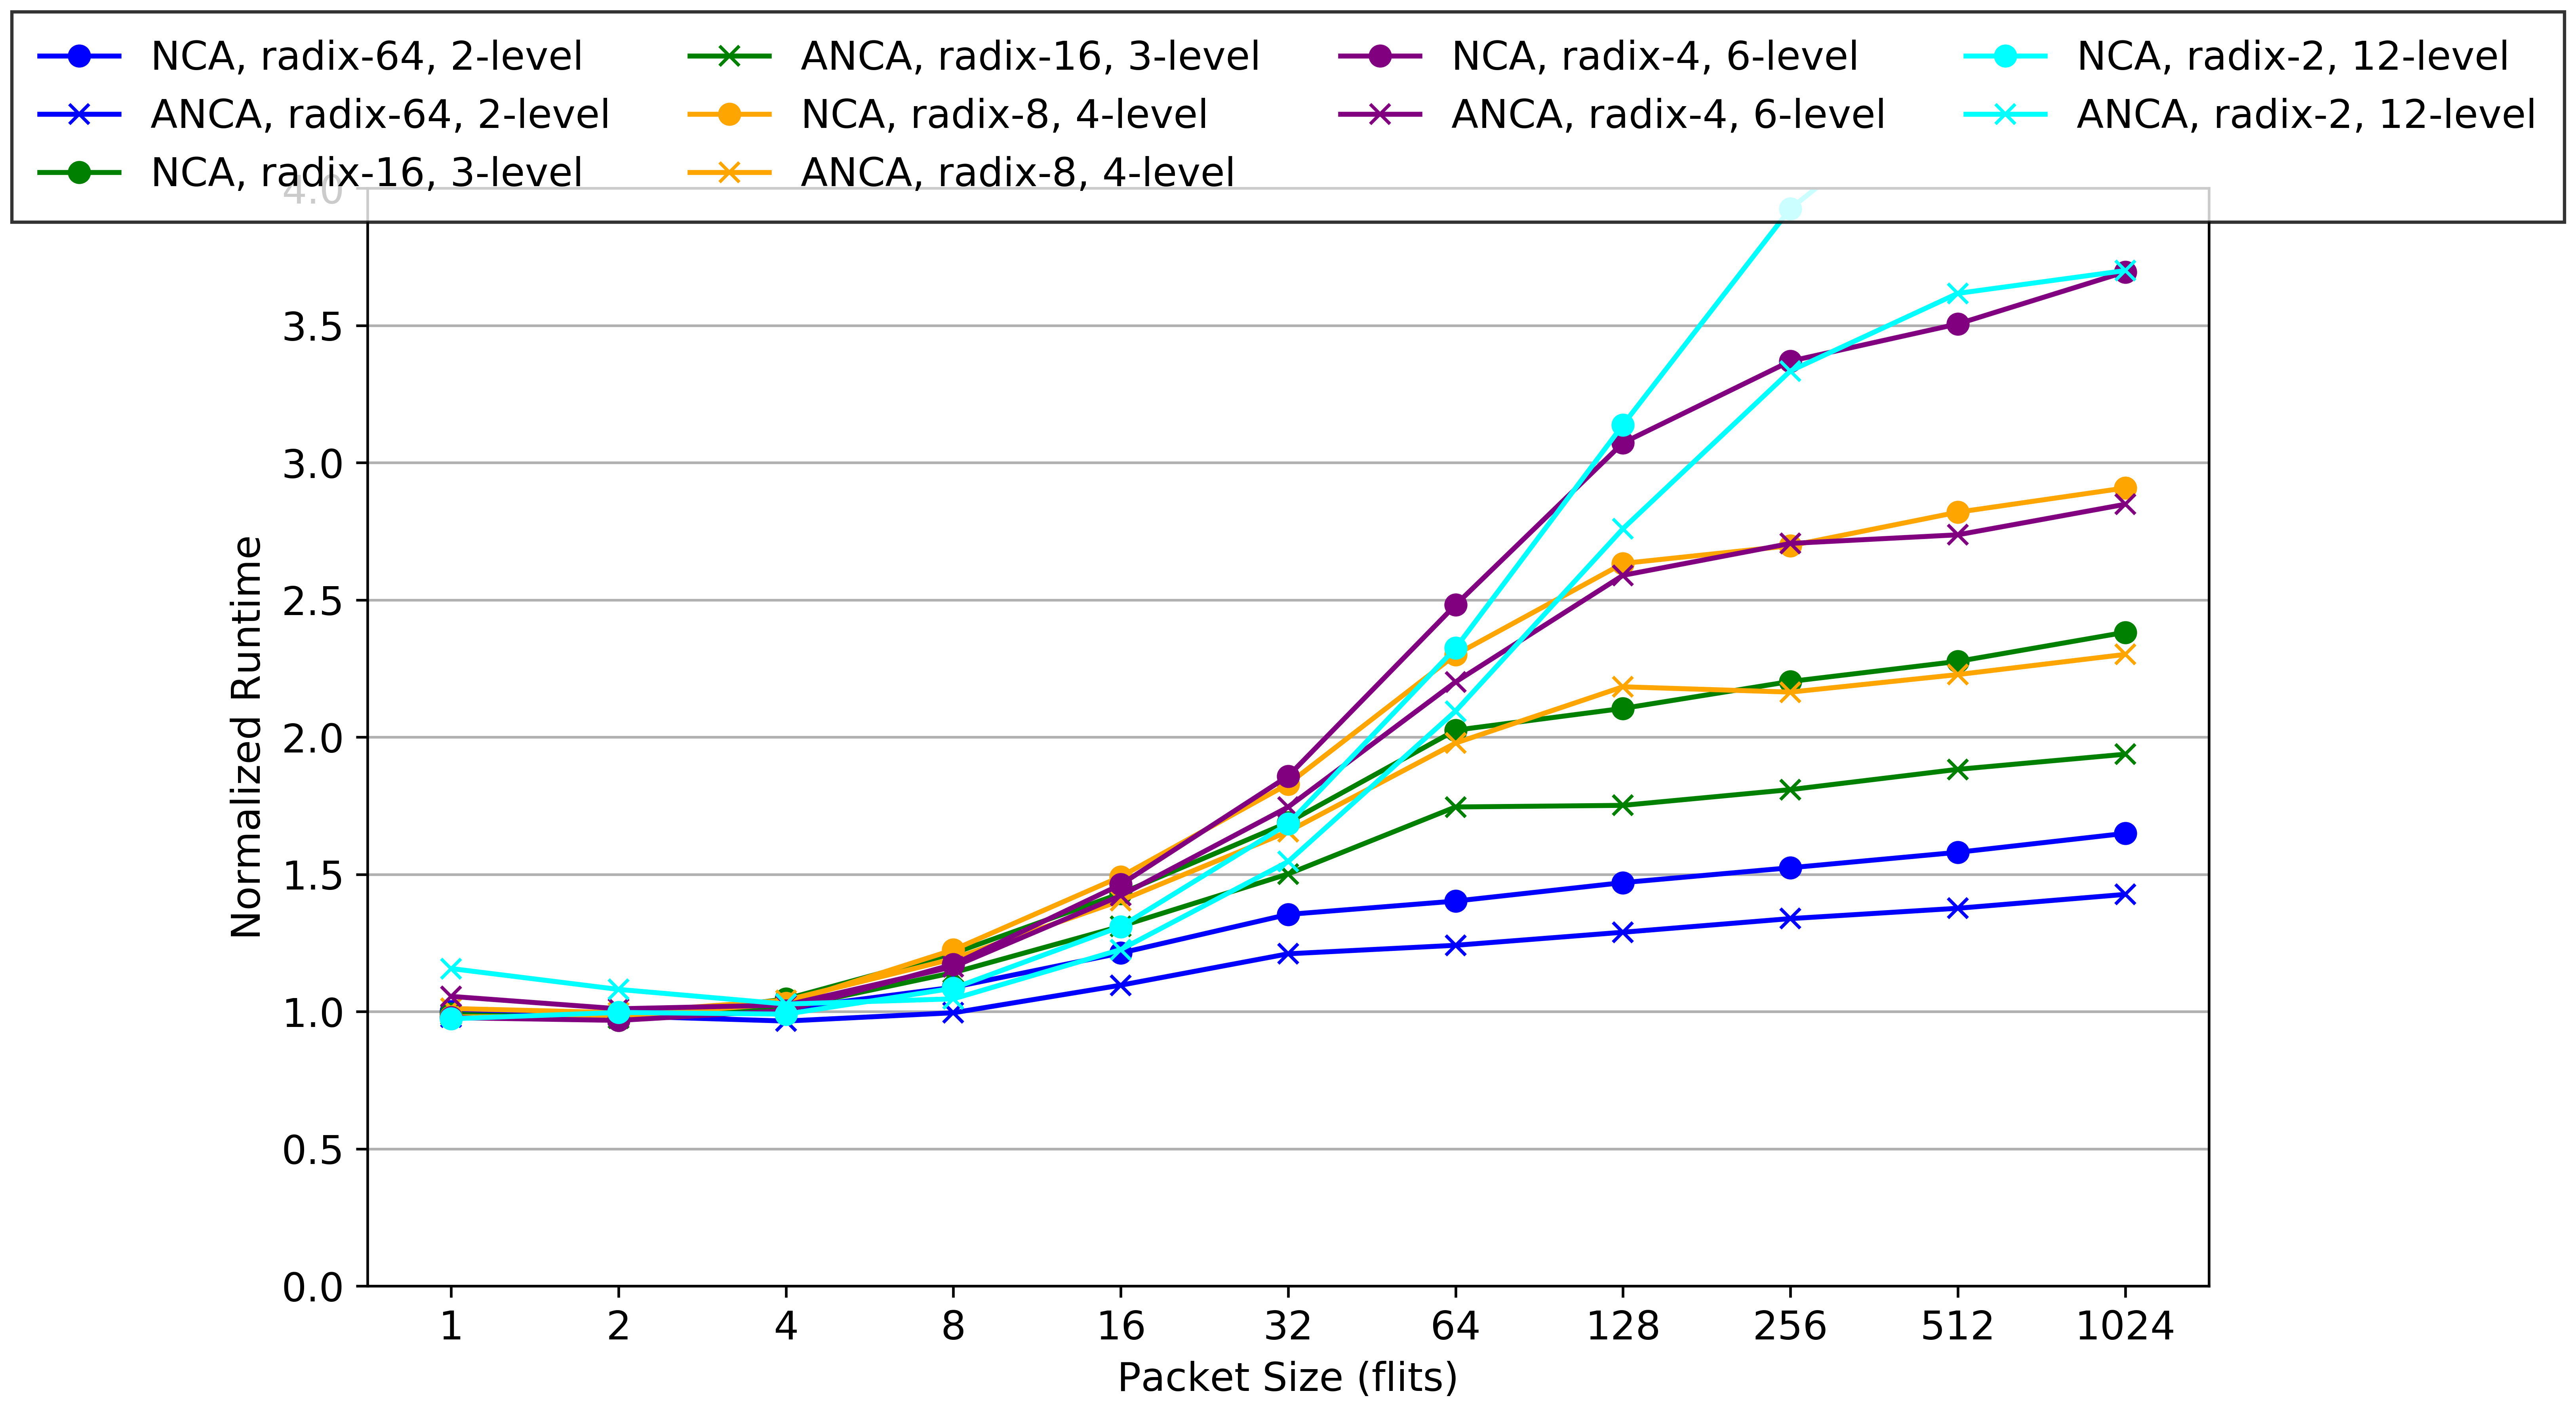 NCA, radix-64, 2-level
ANCA, radix-64, 2-level
NCA, radix-16, 3-level
ANCA, radix-16, 3-level
NCA, radix-8, 4-level
ANCA, radix-8, 4-level
NCA, radix-4, 6-level
ANCA, radix-4, 6-level
NCA, radix-2, 12-level
ANCA, radix-2, 12-level
4.0
3.5
3.0
2.5
2.0
1.5
1.0
0.5
0.0
Normalized Runtime
1 2 4 8 16 32 64 128 256 512 1024
Packet Size (flits)